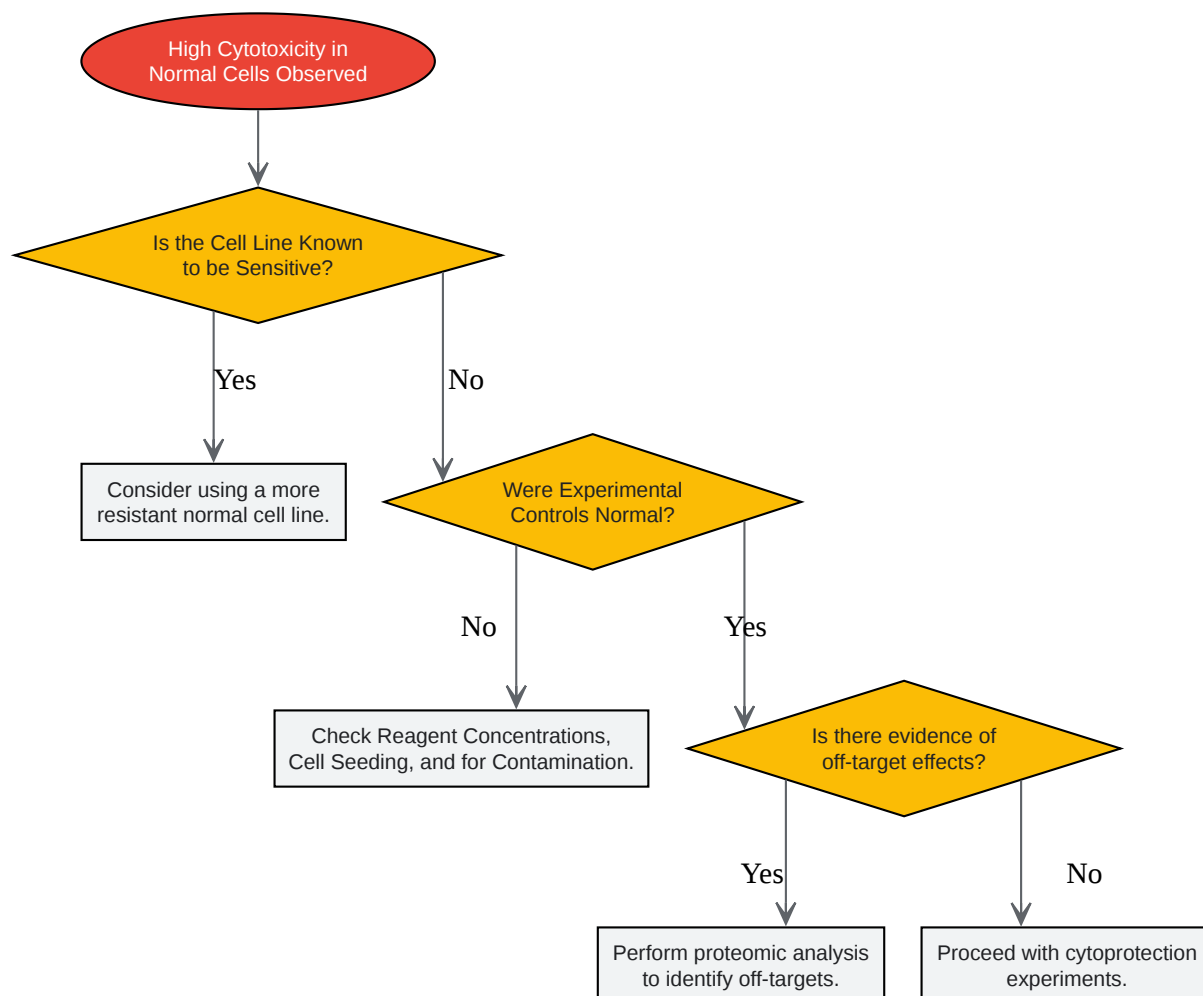 High Cytotoxicity in
Normal Cells Observed
Is the Cell Line Known
to be Sensitive?
Yes
No
Consider using a more
resistant normal cell line.
Were Experimental
Controls Normal?
No
Yes
Check Reagent Concentrations,
Cell Seeding, and for Contamination.
Is there evidence of
off-target effects?
Yes
No
Perform proteomic analysis
to identify off-targets.
Proceed with cytoprotection
experiments.